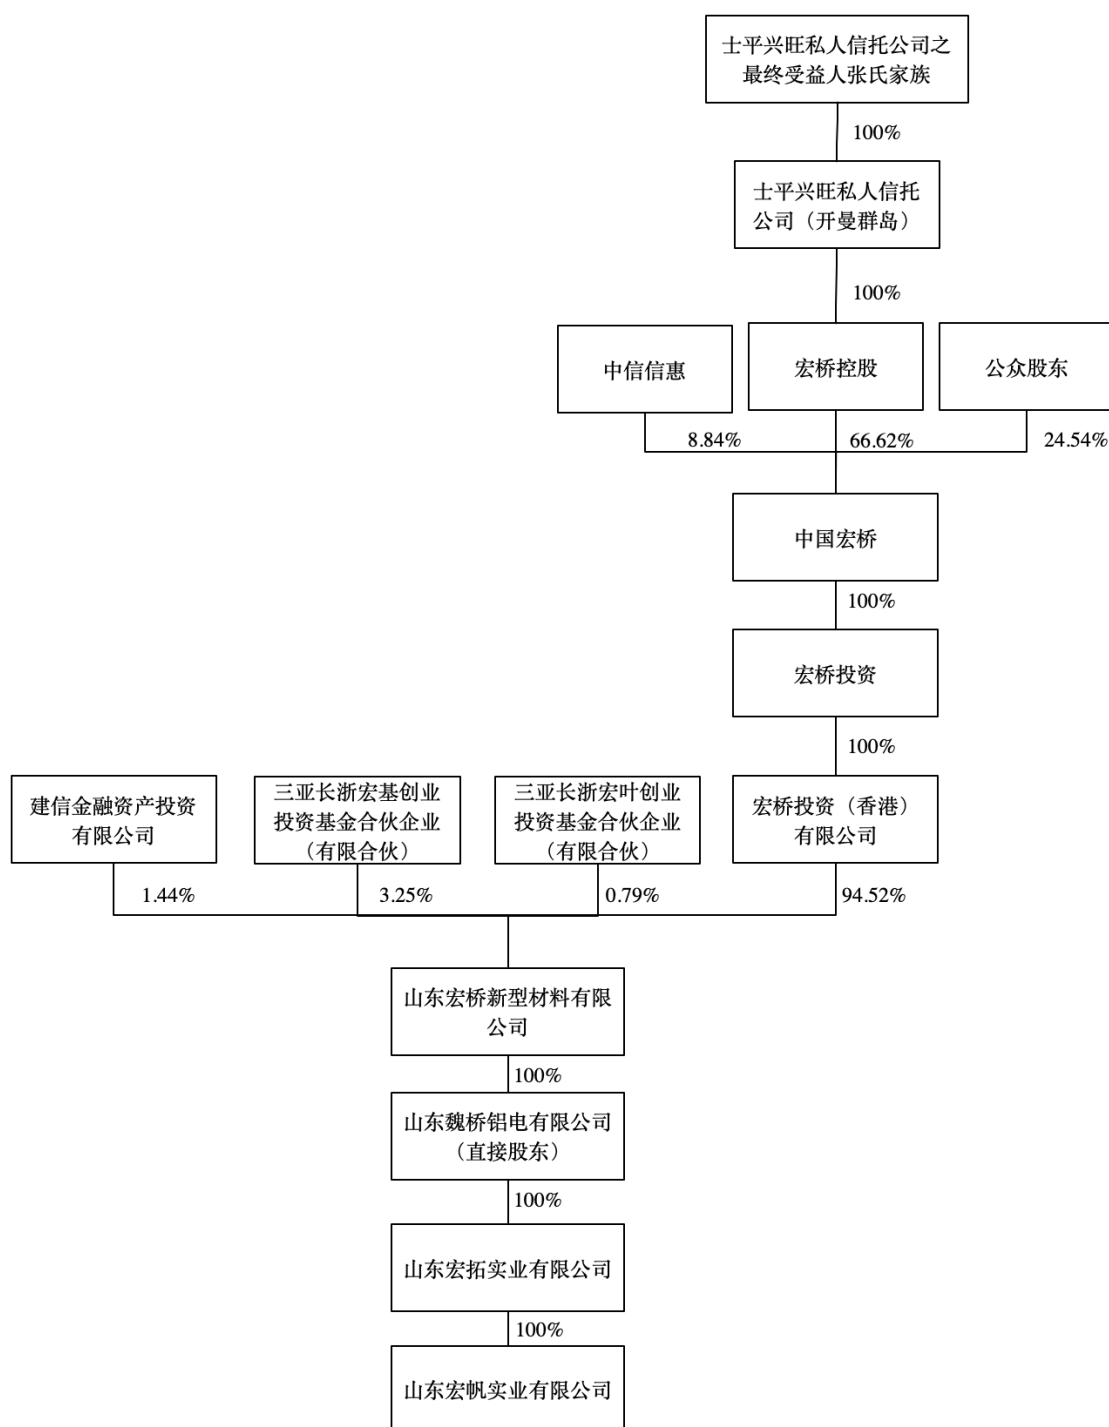 士平兴旺私人信托公司之
最终受益人张氏家族
100%
士平兴旺私人信托
公司（开曼群岛）
100%
中信信惠
宏桥控股
公众股东
8.84%
66.62%
24.54%
中国宏桥
100%
宏桥投资
100%
建信金融资产投资
有限公司
三亚长浙宏基创业
投资基金合伙企业
（有限合伙）
三亚长浙宏叶创业
投资基金合伙企业
（有限合伙）
宏桥投资（香港）
有限公司
1.44%
3.25%
0.79%
94.52%
山东宏桥新型材料有限
公司
100%
山东魏桥铝电有限公司
（直接股东）
100%
山东宏拓实业有限公司
100%
山东宏帆实业有限公司